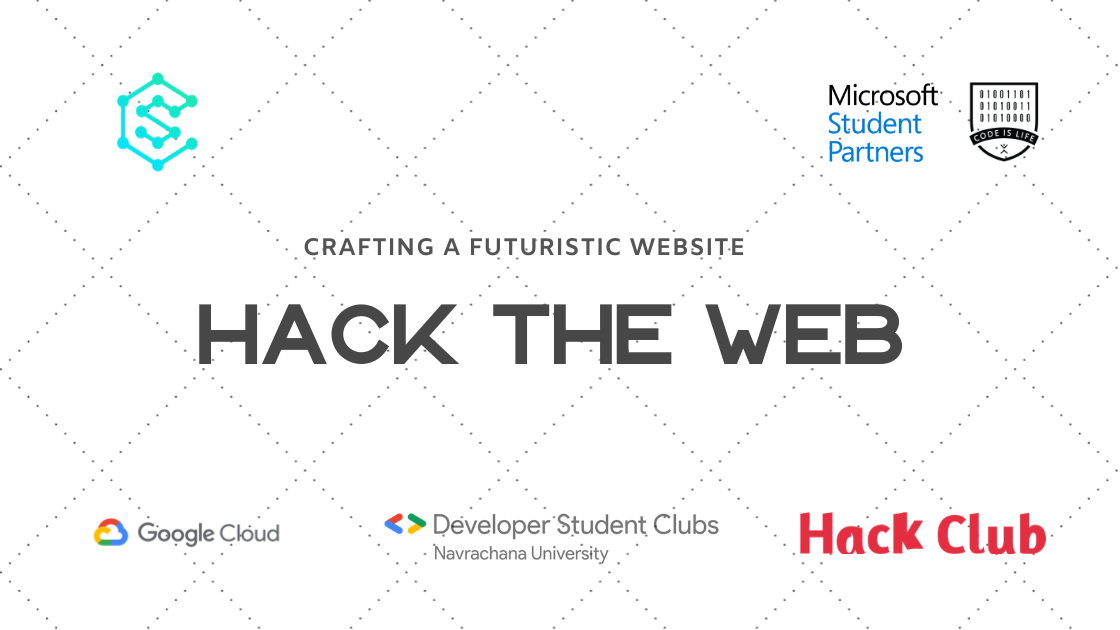 Microsoft
Student
Partners
01001101
01010011
01010000
CODE IS LIFE
CRAFTING A FUTURISTIC WEBSITE
HACK THE WEB
Google Cloud
Developer Student Clubs
Navrachana University
Hack Club